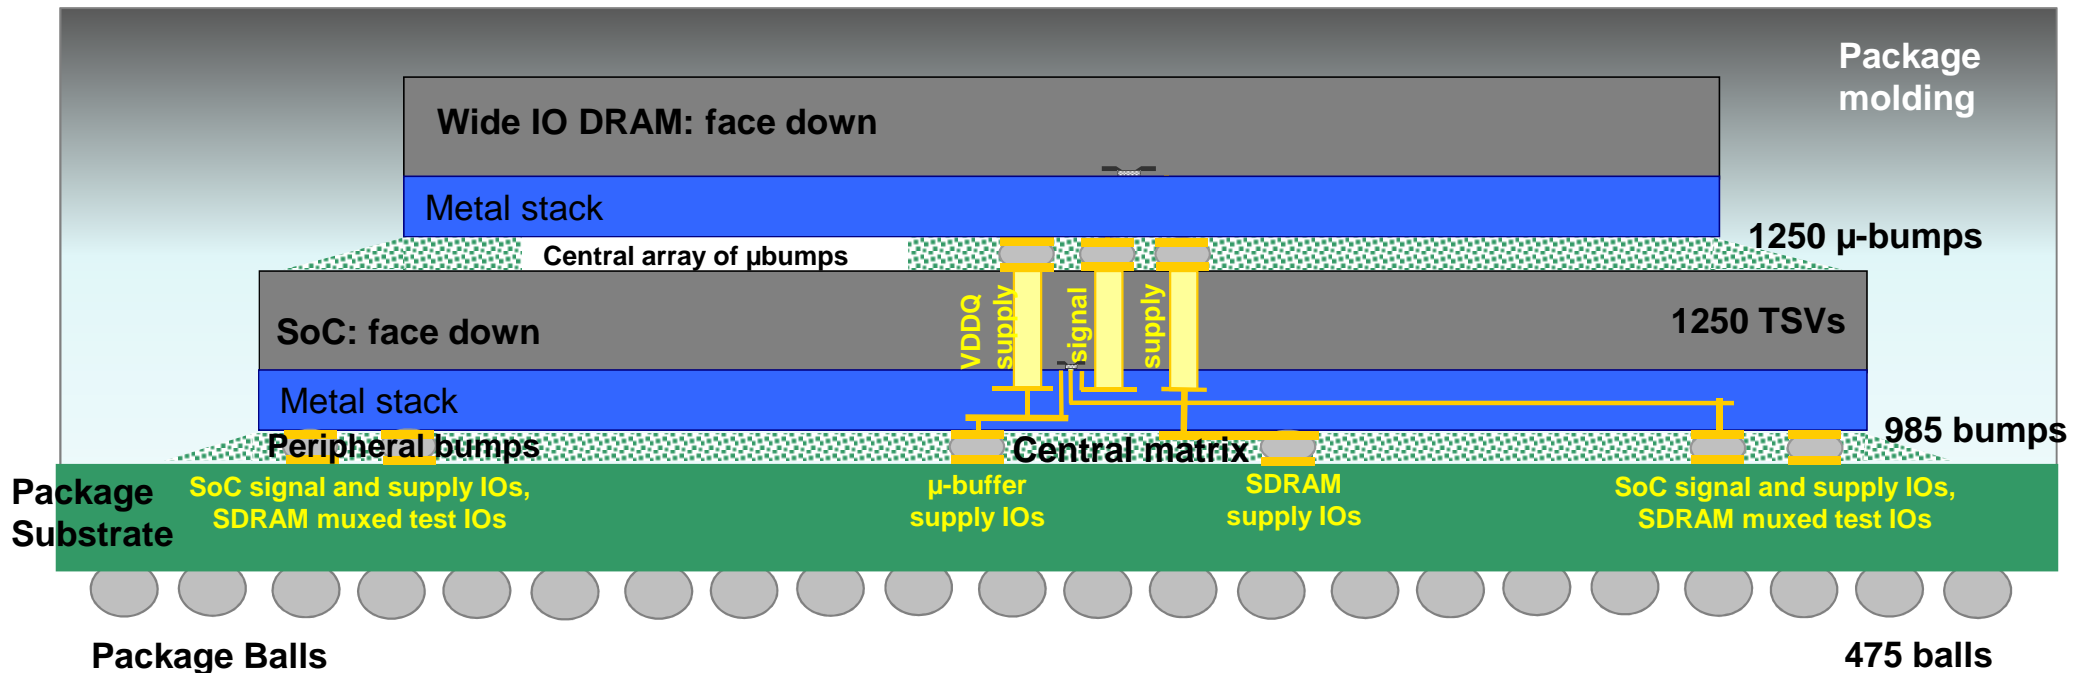 Package
molding
Wide IO DRAM: face down
Metal stack
1250 µ-bumps
Central array of µbumps
VDDQ
supply
signal
supply
SoC: face down
1250 TSVs
Metal stack
985 bumps
Peripheral bumps
Central matrix
Package
Substrate
SoC signal and supply IOs,
SDRAM muxed test IOs
µ-buffer
supply IOs
SDRAM
supply IOs
SoC signal and supply IOs,
SDRAM muxed test IOs
Package Balls
475 balls